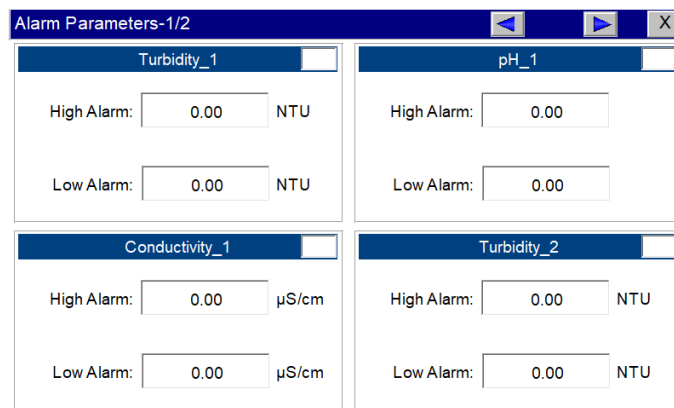 Alarm Parameters-1/2
X
Turbidity_1
High Alarm: 0.00 NTU
Low Alarm: 0.00 NTU
pH_1
High Alarm: 0.00
Low Alarm: 0.00
Conductivity_1
High Alarm: 0.00 µS/cm
Low Alarm: 0.00 µS/cm
Turbidity_2
High Alarm: 0.00 NTU
Low Alarm: 0.00 NTU